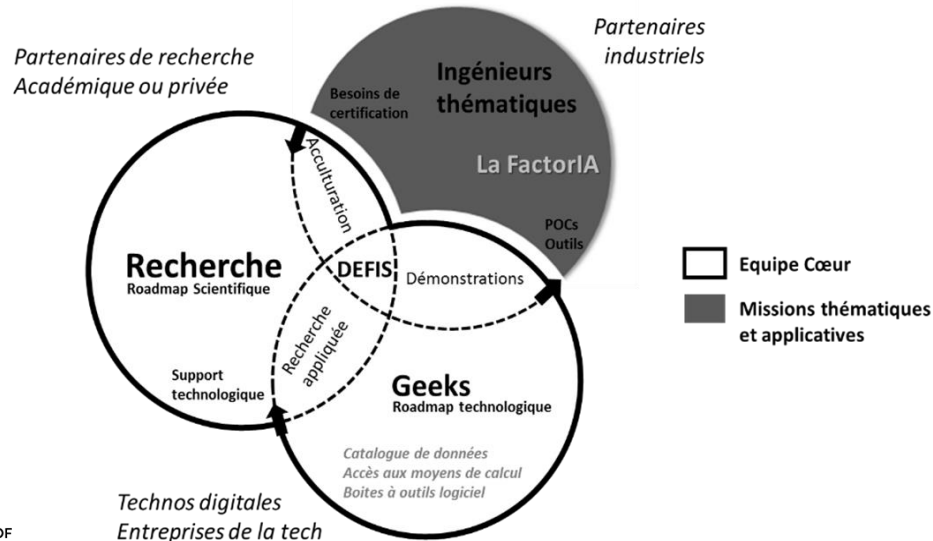 Partenaires de recherche
Académique ou privée
Partenaires
industriels
Ingénieurs
thématiques
Besoins de
certification
La FactorIA
POCs
Outils
Acculturation
Recherche
Roadmap Scientifique
DEFIS
Démonstrations
Recherche
appliquée
Support
technologique
Geeks
Roadmap technologique
Catalogue de données
Accès aux moyens de calcul
Boites à outils logiciel
Equipe Cœur
Missions thématiques
et applicatives
Technos digitales
Entreprises de la tech